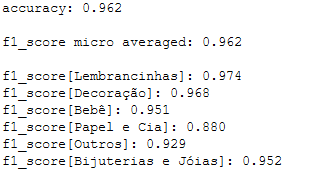 accuracy: 0.962
f1_score micro averaged: 0.962
f1_score[Lembrancinhas]: 0.974
f1_score[Decoração]: 0.968
f1_score[Bebê]: 0.951
f1_score[Papel e Cia]: 0.880
f1_score[Outros]: 0.929
f1_score[Bijuterias e Jóias]: 0.952